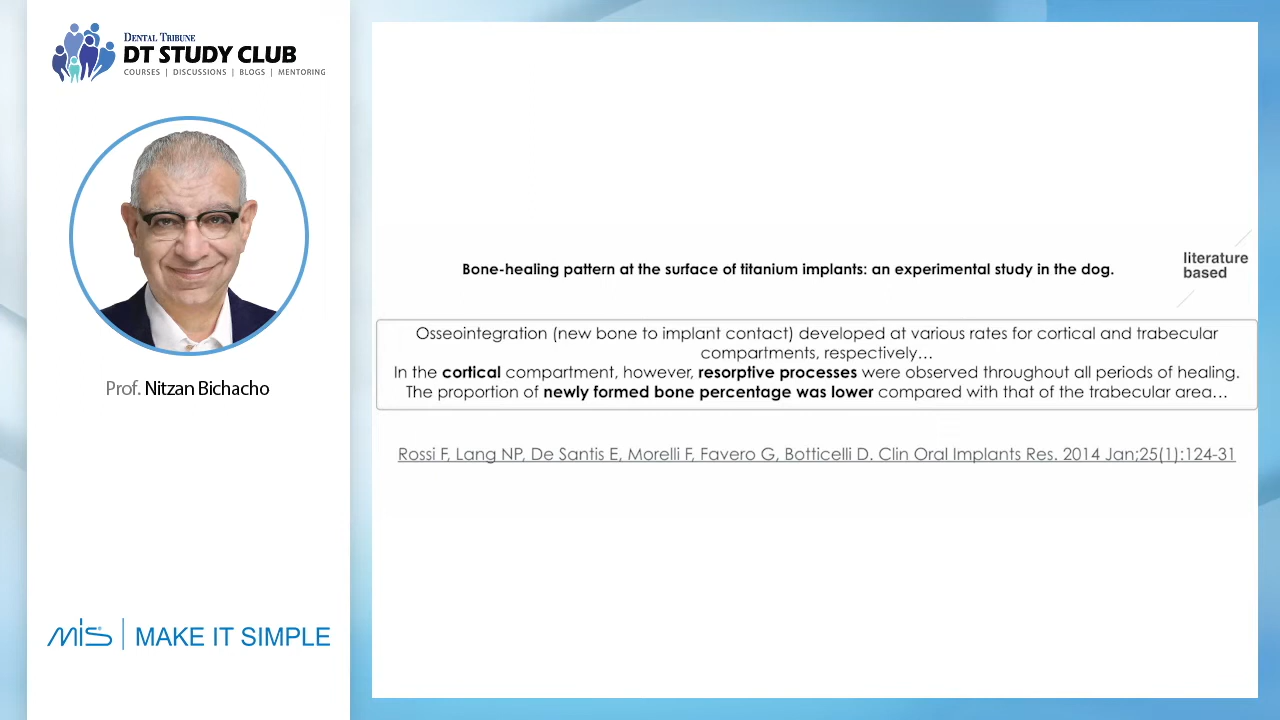 DENTAL TRIBUNE
DT STUDY CLUB
COURSES | DISCUSSIONS | BLOGS | MENTORING
Prof. Nitzan Bichacho
MIS® | MAKE IT SIMPLE
Bone-healing pattern at the surface of titanium implants: an experimental study in the dog.
literature
based
Osseointegration (new bone to implant contact) developed at various rates for cortical and trabecular
compartments, respectively…
In the cortical compartment, however, resorptive processes were observed throughout all periods of healing.
The proportion of newly formed bone percentage was lower compared with that of the trabecular area…
Rossi F, Lang NP, De Santis E, Morelli F, Favero G, Botticelli D. Clin Oral Implants Res. 2014 Jan;25(1):124-31